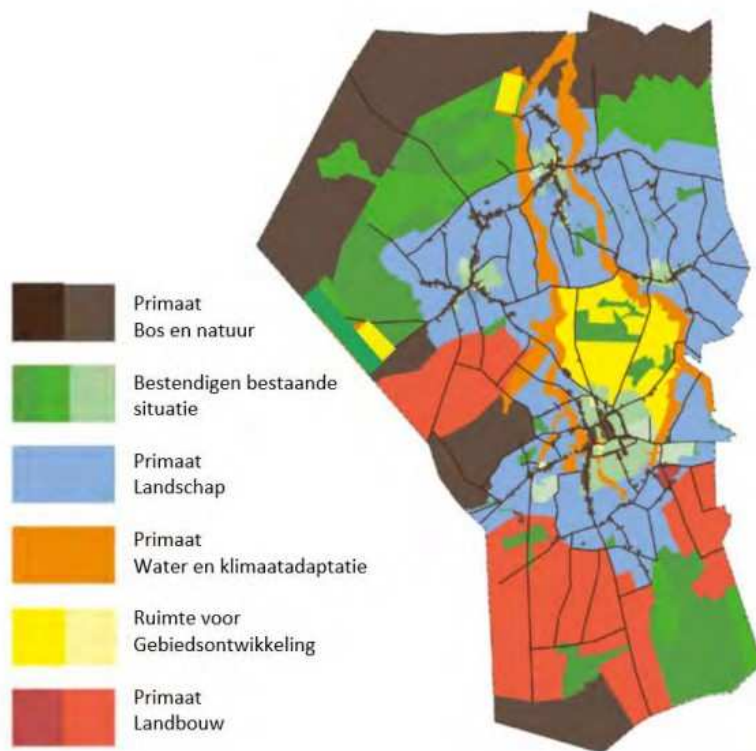 Primaat
Bos en natuur
Bestendigen bestaande
situatie
Primaat
Landschap
Primaat
Water en klimaatadaptatie
Ruimte voor
Gebiedsontwikkeling
Primaat
Landbouw